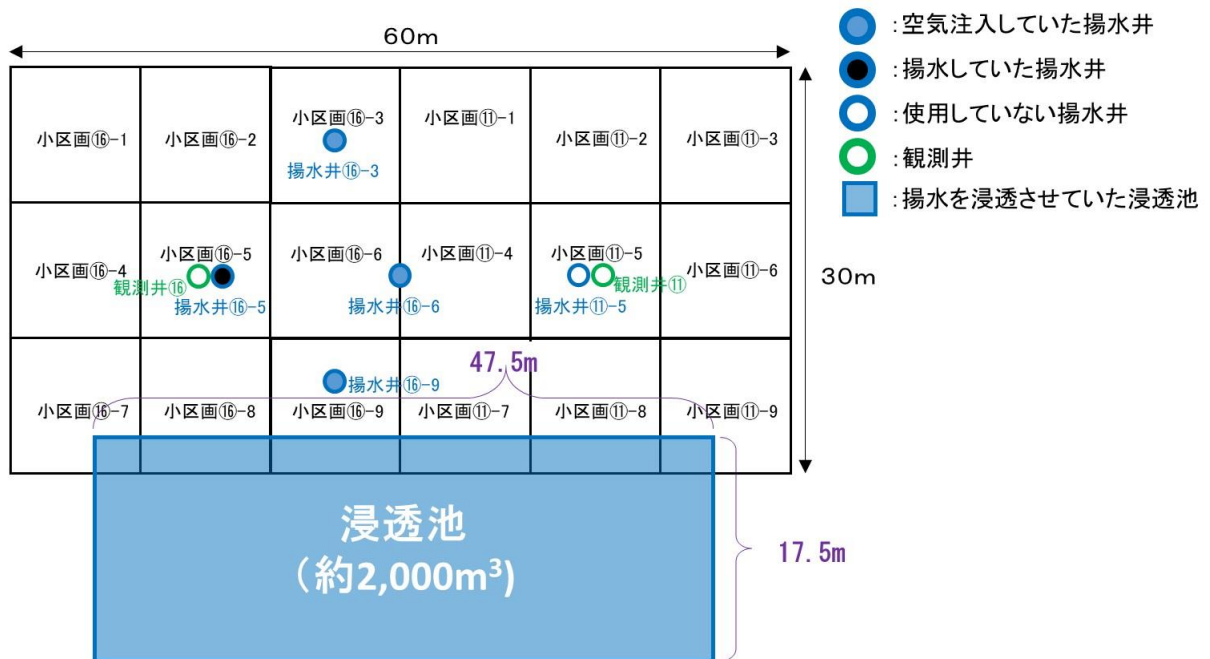 60m
:空気注入していた揚水井
:揚水していた揚水井
:使用していない揚水井
:観測井
:揚水を浸透させていた浸透池
小区画⑯-1
小区画⑯-2
小区画⑯-3
揚水井⑯-3
小区画⑪-1
小区画⑪-2
小区画⑪-3
30m
小区画⑯-4
小区画⑯-5
観測井⑯
揚水井⑯-5
小区画⑯-6
揚水井⑯-6
小区画⑪-4
小区画⑪-5
観測井⑪
揚水井⑪-5
小区画⑪-6
47.5m
揚水井⑯-9
小区画⑯-7
小区画⑯-8
小区画⑯-9
小区画⑪-7
小区画⑪-8
小区画⑪-9
浸透池
(約2,000m³)
17.5m